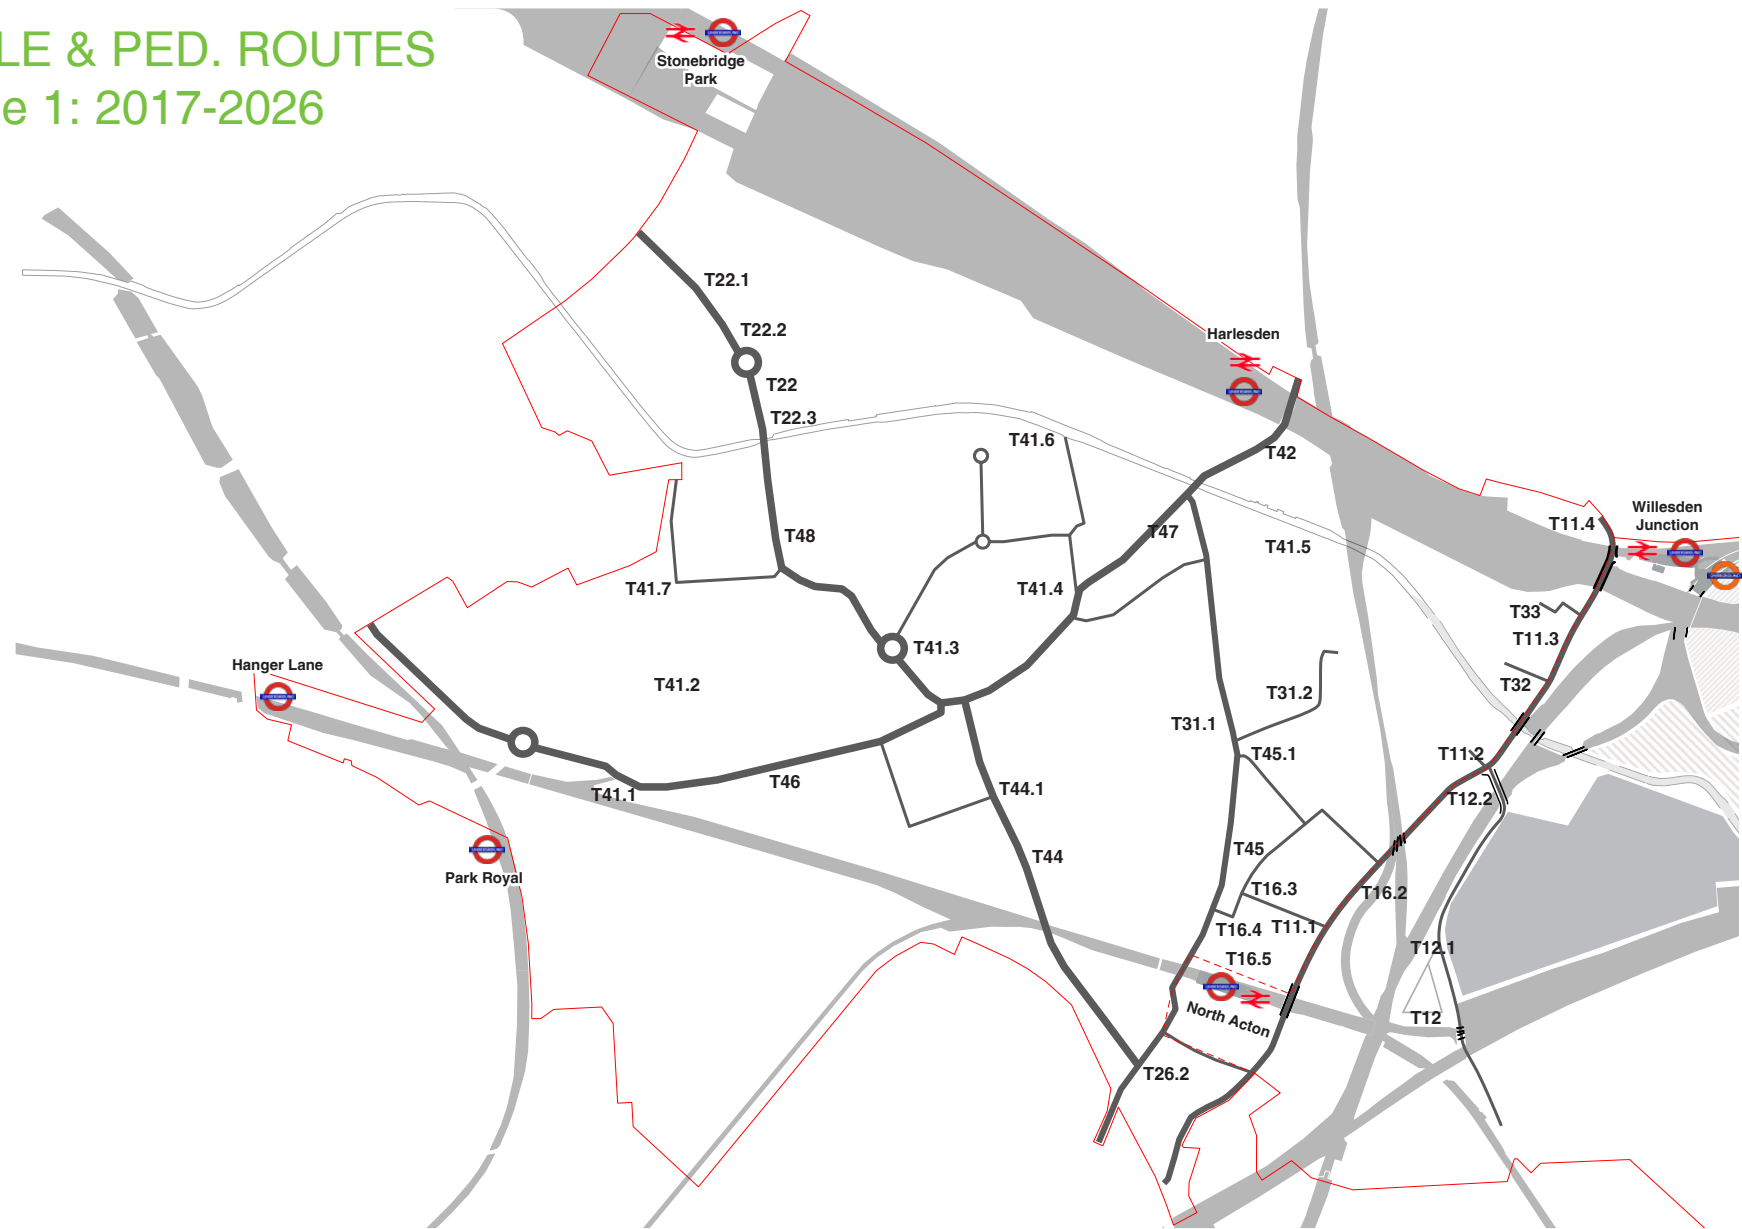 LE & PED. ROUTES
e 1: 2017-2026
Stonebridge
Park
T22.1
T22.2
Harlesden
T22
T22.3
T41.6
T42
Willesden
Junction
T11.4
T48
T47
T41.5
T41.7
T41.4
T33
T11.3
T41.3
Hanger Lane
T41.2
T32
T31.2
T31.1
T45.1
T11.2
T46
T41.1
T44.1
T12.2
T45
T44
Park Royal
T16.3
T16.2
T16.4
T11.1
T12.1
T16.5
North Acton
T12
T26.2